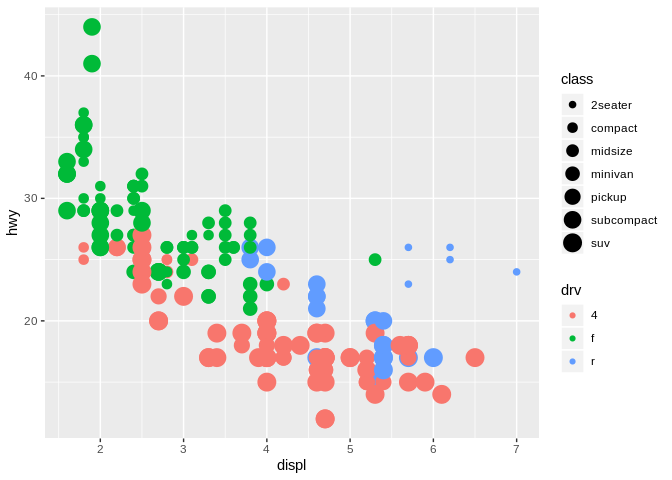 40
30
20
hwy
2 3 4 5 6 7
displ
class
2seater
compact
midsize
minivan
pickup
subcompact
suv
drv
4
f
r